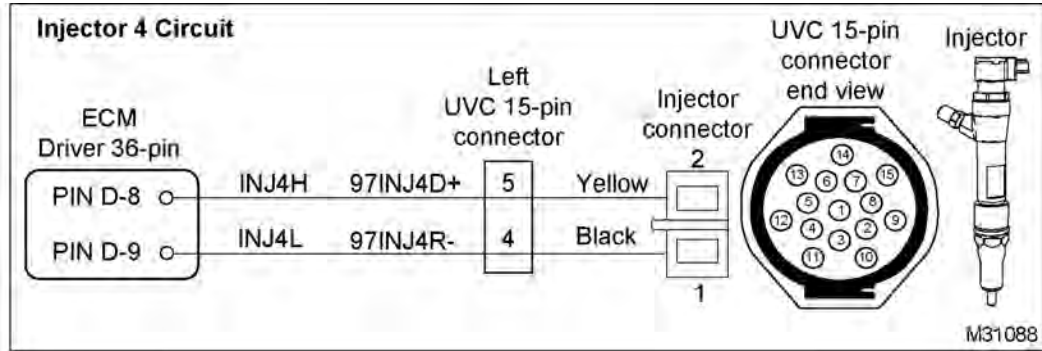 Injector 4 Circuit
ECM
Driver 36-pin
PIN D-8
PIN D-9
INJ4H
97INJ4D+
INJ4L
97INJ4R-
Left
UVC 15-pin
connector
5
4
Yellow
Black
Injector
connector
2
1
UVC 15-pin
connector
end view
14
13
6
7
15
5
8
12
4
1
2
9
3
11
10
Injector
M31088